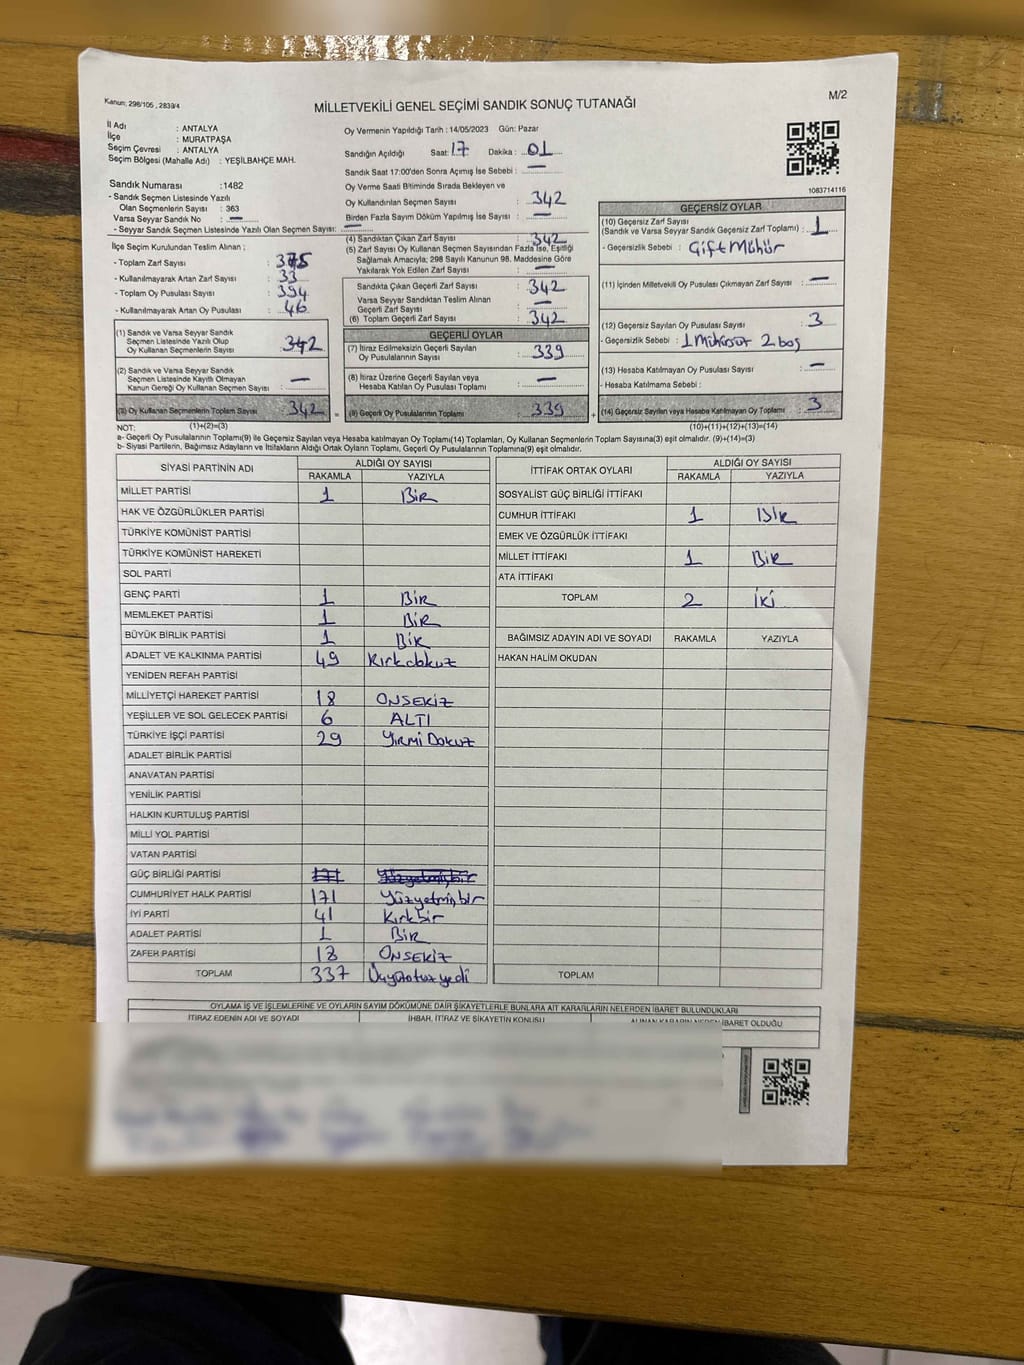 Kanun: 298/105 , 2839/4
MİLLETVEKİLİ GENEL SEÇİMİ SANDIK SONUÇ TUTANAĞI
M/2
İl Adı : ANTALYA
İlçe : MURATPAŞA
Seçim Çevresi : ANTALYA
Seçim Bölgesi (Mahalle Adı) : YEŞİLBAHÇE MAH.
Sandık Numarası :1482
- Sandık Seçmen Listesinde Yazılı
Olan Seçmenlerin Sayısı : 363
Varsa Seyyar Sandık No : —
- Seyyar Sandık Seçmen Listesinde Yazılı Olan Seçmen Sayısı: —
İlçe Seçim Kurulundan Teslim Alınan ;
- Toplam Zarf Sayısı : 375
- Kullanılmayarak Artan Zarf Sayısı : 33
- Toplam Oy Pusulası Sayısı : 394
- Kullanılmayarak Artan Oy Pusulası : 46
(1) Sandık ve Varsa Seyyar Sandık
Seçmen Listesinde Yazılı Olup
Oy Kullanan Seçmenlerin Sayısı : 342
(2) Sandık ve Varsa Seyyar Sandık
Seçmen Listesinde Kayıtlı Olmayan
Kanun Gereği Oy Kullanan Seçmen Sayısı : —
(3) Oy Kullanan Seçmenlerin Toplam Sayısı : 342 =
(1)+(2)=(3)
Oy Vermenin Yapıldığı Tarih : 14/05/2023 Gün: Pazar
Sandığın Açıldığı Saat: 17 Dakika : 01
Sandık Saat 17:00'den Sonra Açımış İse Sebebi : —
Oy Verme Saati Bitiminde Sırada Bekleyen ve
Oy Kullandırılan Seçmen Sayısı : 342
Birden Fazla Sayım Döküm Yapılmış İse Sayısı : —
(4) Sandıktan Çıkan Zarf Sayısı : 342
(5) Zarf Sayısı Oy Kullanan Seçmen Sayısından Fazla İse, Eşitliği
Sağlamak Amacıyla; 298 Sayılı Kanunun 98. Maddesine Göre
Yakılarak Yok Edilen Zarf Sayısı : —
Sandıkta Çıkan Geçerli Zarf Sayısı : 342
Varsa Seyyar Sandıktan Teslim Alınan
Geçerli Zarf Sayısı : —
(6) Toplam Geçerli Zarf Sayısı : 342
GEÇERLİ OYLAR
(7) İtiraz Edilmeksizin Geçerli Sayılan
Oy Pusulalarının Sayısı : 339
(8) İtiraz Üzerine Geçerli Sayılan veya
Hesaba Katılan Oy Pusulası Toplamı : —
(9) Geçerli Oy Pusulalarının Toplamı : 339 +
1083714116
GEÇERSİZ OYLAR
(10) Geçersiz Zarf Sayısı
(Sandık ve Varsa Seyyar Sandık Geçersiz Zarf Toplamı) : 1
- Geçersizlik Sebebi : Çift Mühür
(11) İçinden Milletvekili Oy Pusulası Çıkmayan Zarf Sayısı : —
(12) Geçersiz Sayılan Oy Pusulası Sayısı : 3
- Geçersizlik Sebebi : 1 Mühürsüz 2 boş
(13) Hesaba Katılmayan Oy Pusulası Sayısı : —
- Hesaba Katılmama Sebebi :
(14) Geçersiz Sayılan veya Hesaba Katılmayan Oy Toplamı : 3
(10)+(11)+(12)+(13)=(14)
NOT:
a- Geçerli Oy Pusulalarının Toplamı(9) ile Geçersiz Sayılan veya Hesaba katılmayan Oy Toplamı(14) Toplamları, Oy Kullanan Seçmenlerin Toplam Sayısına(3) eşit olmalıdır. (9)+(14)=(3)
b- Siyasi Partilerin, Bağımsız Adayların ve İttifakların Aldığı Ortak Oyların Toplamı, Geçerli Oy Pusulalarının Toplamına(9) eşit olmalıdır.
SİYASİ PARTİNİN ADI ALDIĞI OY SAYISI
RAKAMLA YAZIYLA
MİLLET PARTİSİ 1 BİR
HAK VE ÖZGÜRLÜKLER PARTİSİ
TÜRKİYE KOMÜNİST PARTİSİ
TÜRKİYE KOMÜNİST HAREKETİ
SOL PARTİ
GENÇ PARTİ 1 BİR
MEMLEKET PARTİSİ 1 BİR
BÜYÜK BİRLİK PARTİSİ 1 BİR
ADALET VE KALKINMA PARTİSİ 49 Kırkdokuz
YENİDEN REFAH PARTİSİ
MİLLİYETÇİ HAREKET PARTİSİ 18 ONSEKİZ
YEŞİLLER VE SOL GELECEK PARTİSİ 6 ALTI
TÜRKİYE İŞÇİ PARTİSİ 29 Yirmi Dokuz
ADALET BİRLİK PARTİSİ
ANAVATAN PARTİSİ
YENİLİK PARTİSİ
HALKIN KURTULUŞ PARTİSİ
MİLLİ YOL PARTİSİ
VATAN PARTİSİ
GÜÇ BİRLİĞİ PARTİSİ 171 Yüzyetmişbir
CUMHURİYET HALK PARTİSİ 171 Yüzyetmişbir
İYİ PARTİ 41 Kırkbir
ADALET PARTİSİ 1 BİR
ZAFER PARTİSİ 18 ONSEKİZ
TOPLAM 337 Üçyüzotuzyedi
İTTİFAK ORTAK OYLARI ALDIĞI OY SAYISI
RAKAMLA YAZIYLA
SOSYALİST GÜÇ BİRLİĞİ İTTİFAKI
CUMHUR İTTİFAKI 1 BİR
EMEK VE ÖZGÜRLÜK İTTİFAKI
MİLLET İTTİFAKI 1 BİR
ATA İTTİFAKI
TOPLAM 2 İKİ
BAĞIMSIZ ADAYIN ADI VE SOYADI RAKAMLA YAZIYLA
HAKAN HALİM OKUDAN
TOPLAM
OYLAMA İŞ VE İŞLEMLERİNE VE OYLARIN SAYIM DÖKÜMÜNE DAİR ŞİKAYETLERLE BUNLARA AİT KARARLARIN NELERDEN İBARET BULUNDUKLARI
İTİRAZ EDENİN ADI VE SOYADI İHBAR, İTİRAZ VE ŞİKAYETİN KONUSU ALINAN KARARIN NEDEN İBARET OLDUĞU